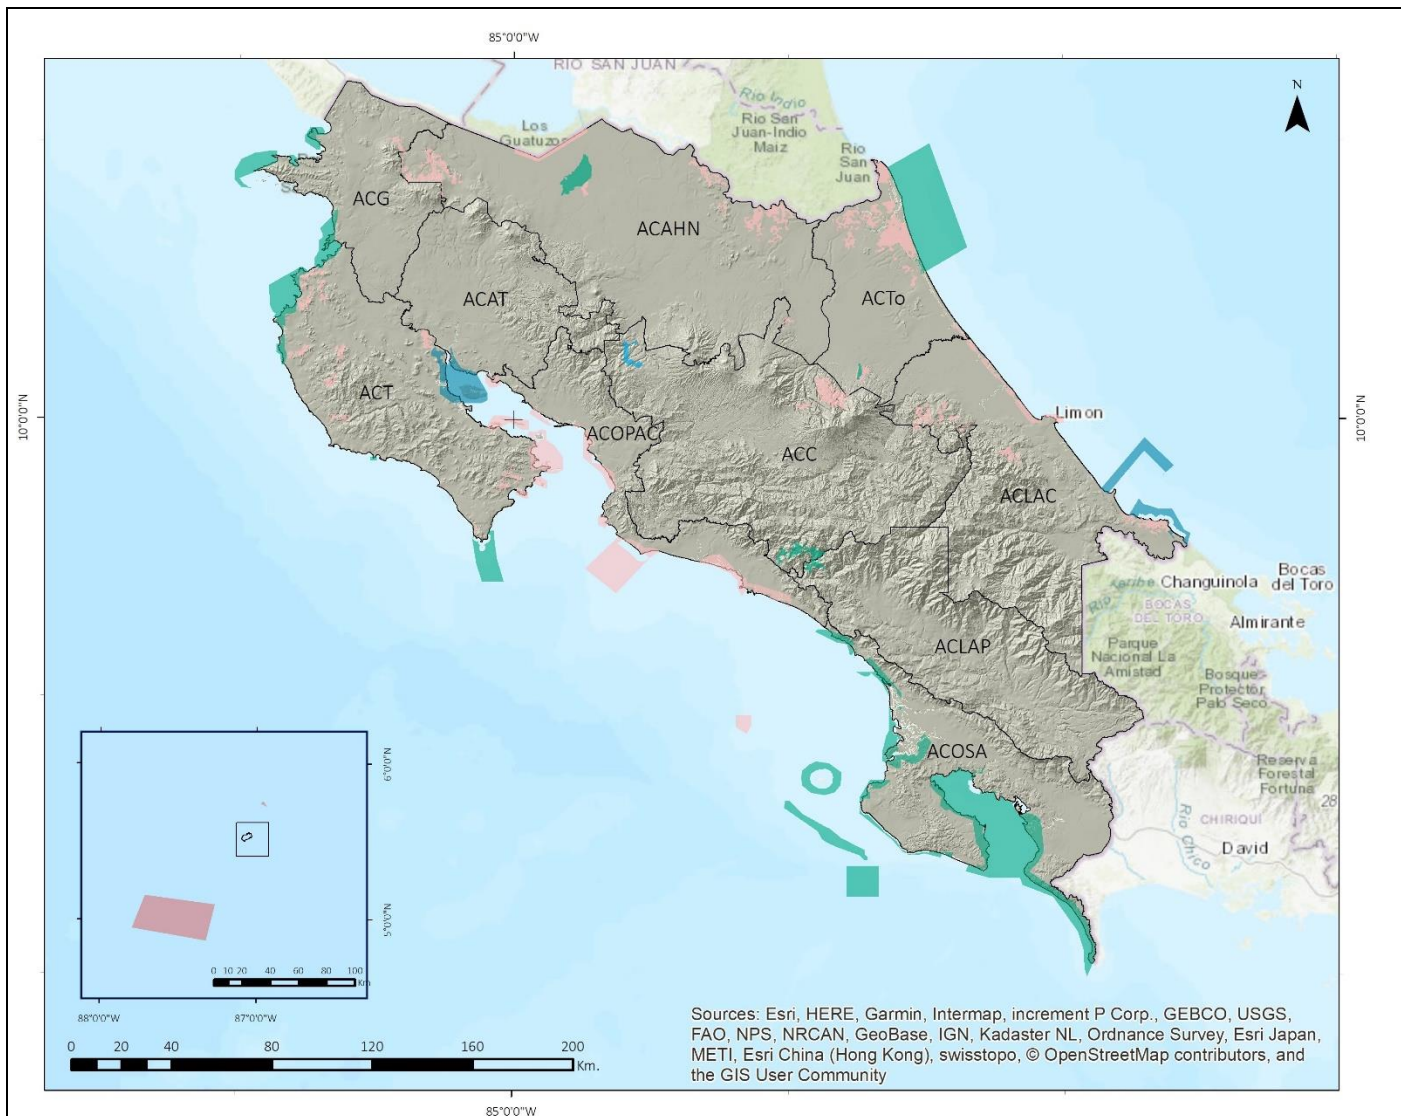 85°0'0"W
RIO SAN JUAN
N
Los
Guatuzos
Rio Indio
Rio San
Juan-Indio
Maiz
Rio
San
Juan
ACG
ACAHN
ACAT
ACTo
ACT
10°0'0"N
10°0'0"N
Limon
ACOPAC
ACC
ACLAC
Changuinola
Bocas
del Toro
BOCAS
DEL TORO
Almirante
Parque
Nacional La
Amistad
ACLAP
Bosque
Protector
Palo Seco
ACOSA
Reserva
Forestal
Fortuna
28
CHIRIQUI
Rio Chico
David
6°0'0"N
5°0'0"N
0 10 20 40 60 80 100
Km
88°0'0"W
87°0'0"W
0 20 40 80 120 160 200
Km.
Sources: Esri, HERE, Garmin, Intermap, increment P Corp., GEBCO, USGS,
FAO, NPS, NRCAN, GeoBase, IGN, Kadaster NL, Ordnance Survey, Esri Japan,
METI, Esri China (Hong Kong), swisstopo, © OpenStreetMap contributors, and
the GIS User Community
85°0'0"W